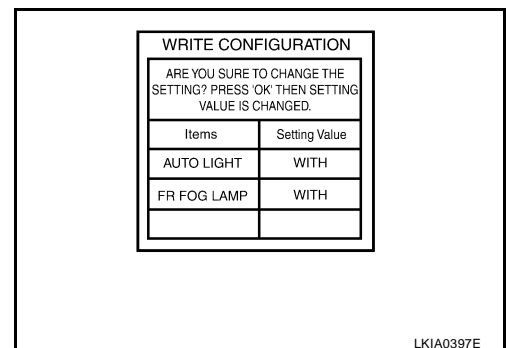 WRITE CONFIGURATION
ARE YOU SURE TO CHANGE THE
SETTING? PRESS 'OK' THEN SETTING
VALUE IS CHANGED.
Items Setting Value
AUTO LIGHT WITH
FR FOG LAMP WITH
LKIA0397E